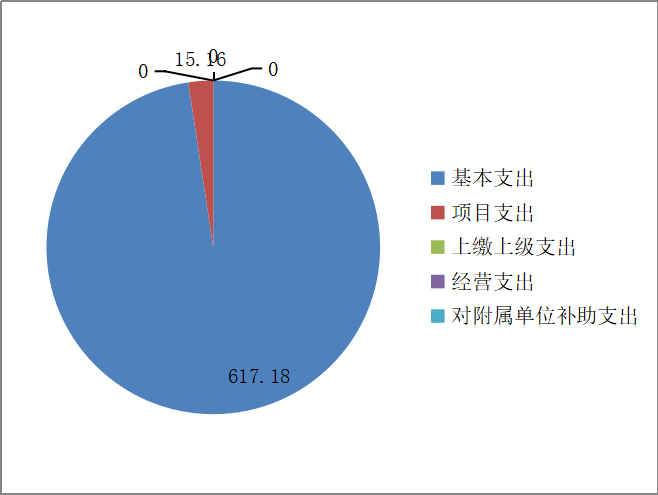 0
15.16
0
0
617.18
基本支出
项目支出
上缴上级支出
经营支出
对附属单位补助支出